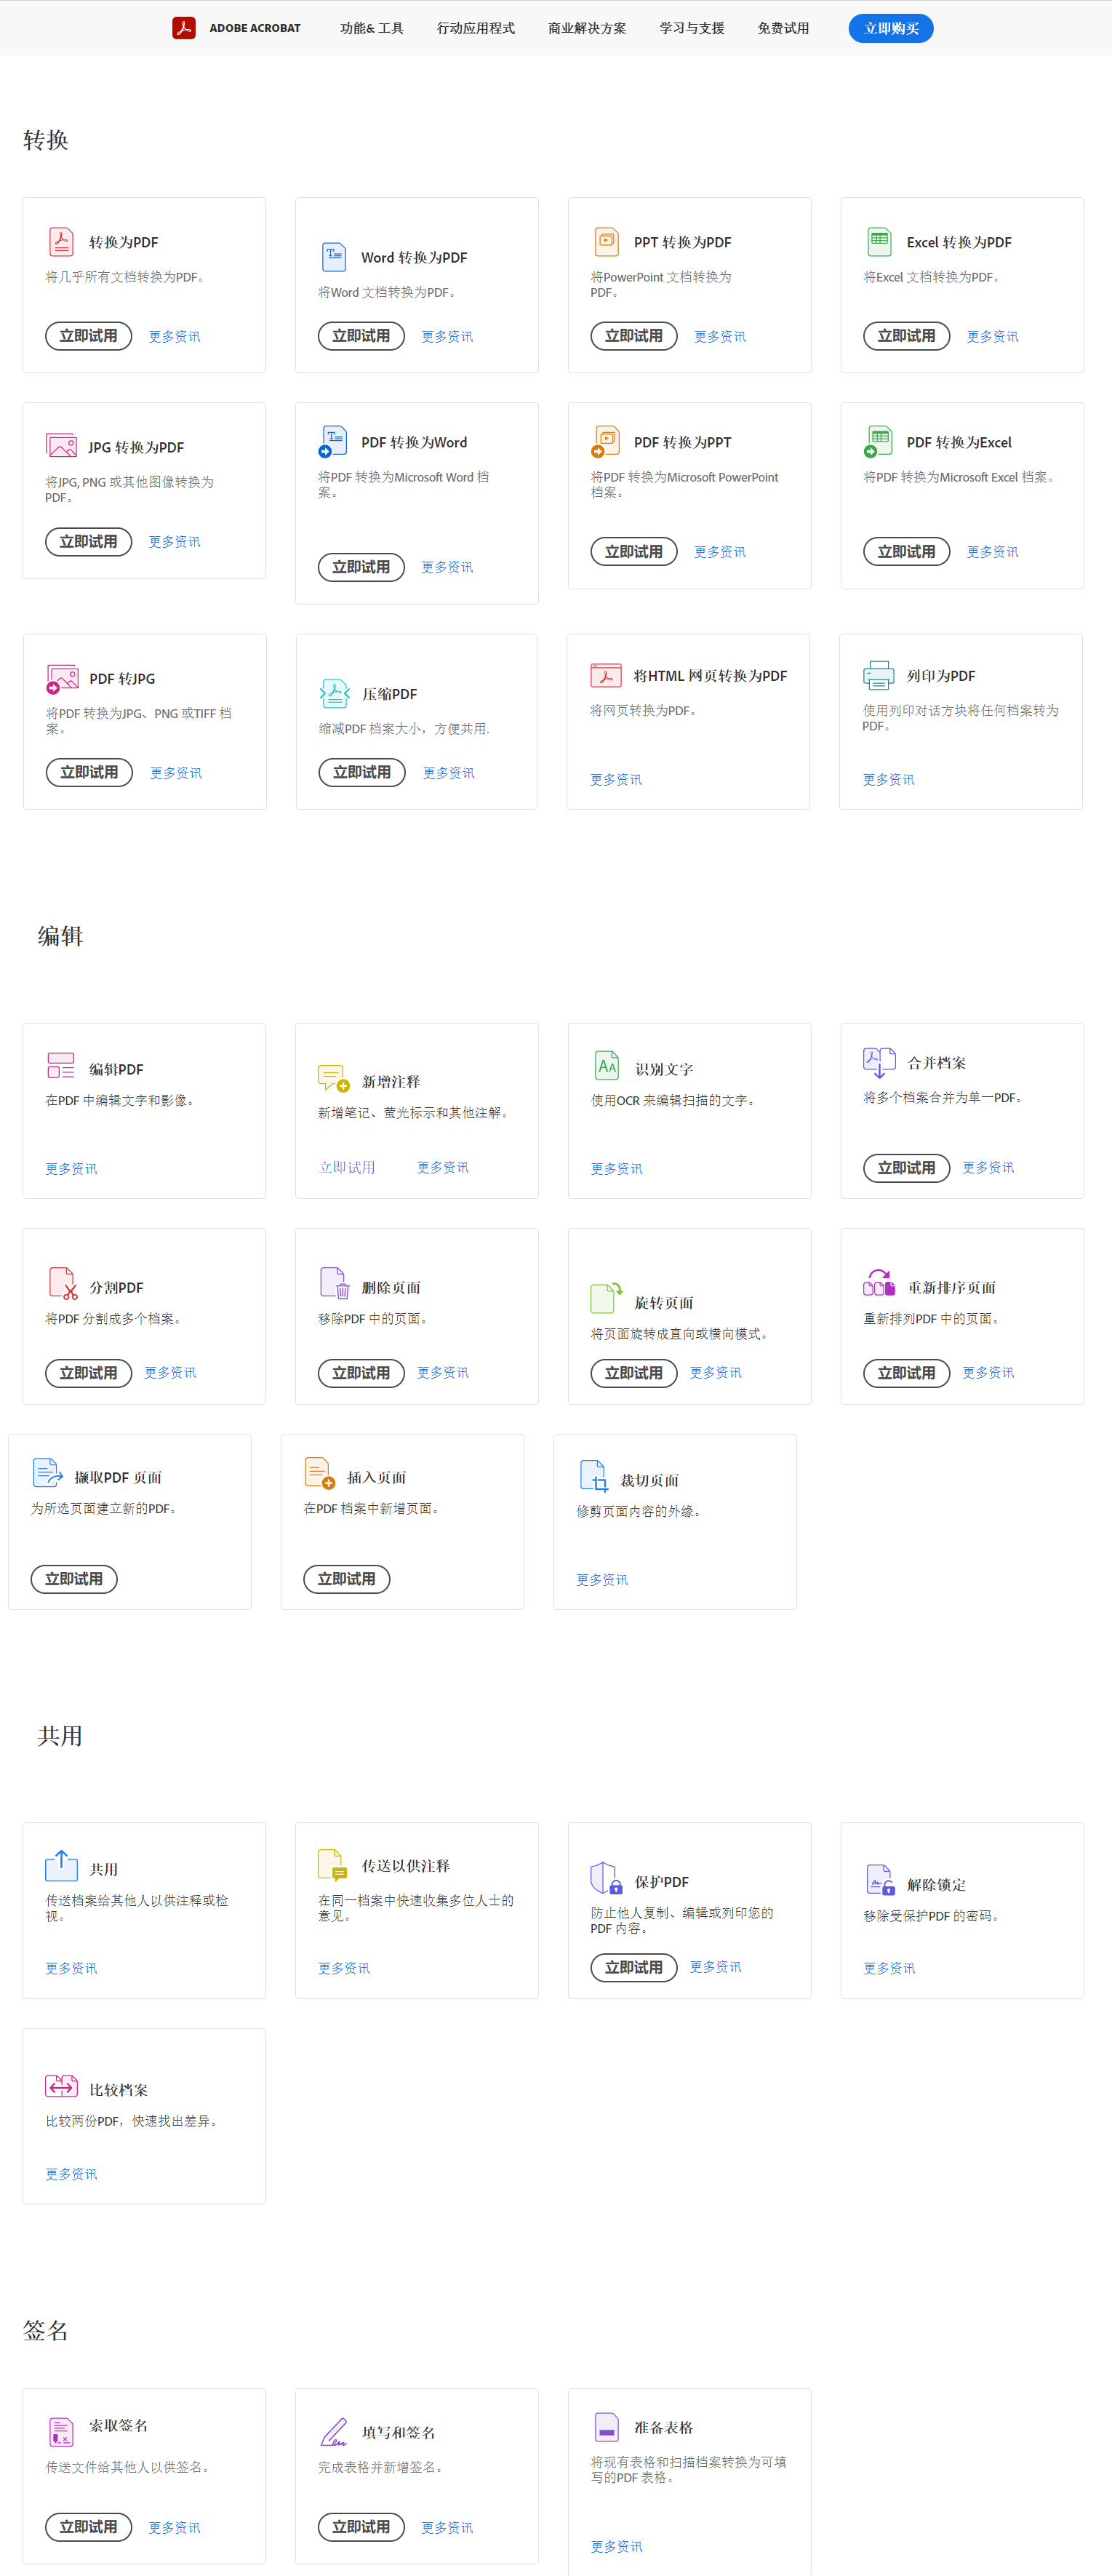 ADOBE ACROBAT
功能& 工具
行动应用程式
商业解决方案
学习与支援
免费试用
立即购买
转换
转换为PDF
将几乎所有文档转换为PDF。
立即试用 更多资讯
Word 转换为PDF
将Word 文档转换为PDF。
立即试用 更多资讯
PPT 转换为PDF
将PowerPoint 文档转换为
PDF。
立即试用 更多资讯
Excel 转换为PDF
将Excel 文档转换为PDF。
立即试用 更多资讯
JPG 转换为PDF
将JPG, PNG 或其他图像转换为
PDF。
立即试用 更多资讯
PDF 转换为Word
将PDF 转换为Microsoft Word 档
案。
立即试用 更多资讯
PDF 转换为PPT
将PDF 转换为Microsoft PowerPoint
档案。
立即试用 更多资讯
PDF 转换为Excel
将PDF 转换为Microsoft Excel 档案。
立即试用 更多资讯
PDF 转JPG
将PDF 转换为JPG、PNG 或TIFF 档
案。
立即试用 更多资讯
压缩PDF
缩减PDF 档案大小，方便共用.
立即试用 更多资讯
将HTML 网页转换为PDF
将网页转换为PDF。
更多资讯
列印为PDF
使用列印对话方块将任何档案转为
PDF。
更多资讯
编辑
编辑PDF
在PDF 中编辑文字和影像。
更多资讯
新增注释
新增笔记、萤光标示和其他注解。
立即试用 更多资讯
识别文字
使用OCR 来编辑扫描的文字。
更多资讯
合并档案
将多个档案合并为单一PDF。
立即试用 更多资讯
分割PDF
将PDF 分割成多个档案。
立即试用 更多资讯
删除页面
移除PDF 中的页面。
立即试用 更多资讯
旋转页面
将页面旋转成直向或横向模式。
立即试用 更多资讯
重新排序页面
重新排列PDF 中的页面。
立即试用 更多资讯
撷取PDF 页面
为所选页面建立新的PDF。
立即试用
插入页面
在PDF 档案中新增页面。
立即试用
裁切页面
修剪页面内容的外缘。
更多资讯
共用
共用
传送档案给其他人以供注释或检
视。
更多资讯
传送以供注释
在同一档案中快速收集多位人士的
意见。
更多资讯
保护PDF
防止他人复制、编辑或列印您的
PDF 内容。
立即试用 更多资讯
解除锁定
移除受保护PDF 的密码。
更多资讯
比较档案
比较两份PDF，快速找出差异。
更多资讯
签名
索取签名
传送文件给其他人以供签名。
立即试用 更多资讯
填写和签名
完成表格并新增签名。
立即试用 更多资讯
准备表格
将现有表格和扫描档案转换为可填
写的PDF 表格。
更多资讯